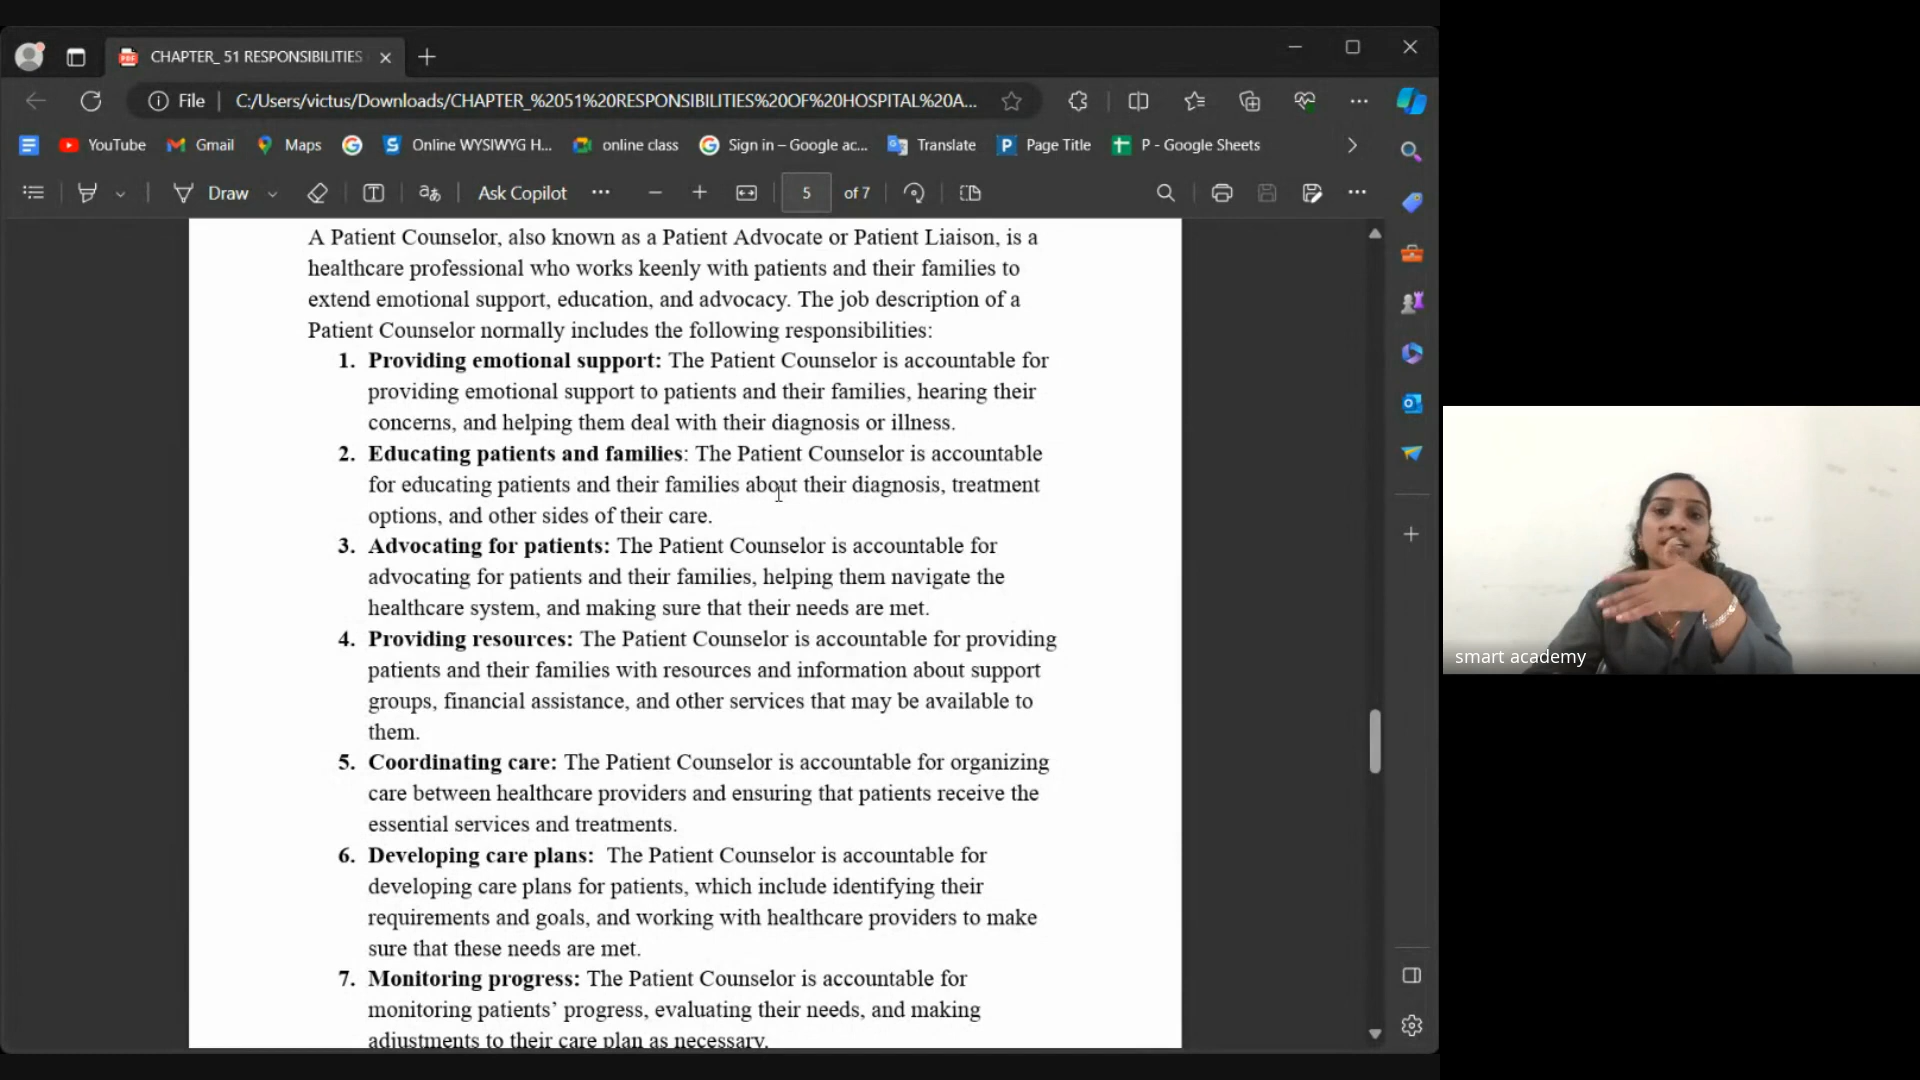 CHAPTER_ 51 RESPONSIBILITIES
File
C:/Users/victus/Downloads/CHAPTER_%2051%20RESPONSIBILITIES%20OF%20HOSPITAL%20A...
YouTube
Gmail
Maps
Online WYSIWYG H...
online class
Sign in – Google ac...
Translate
Page Title
P - Google Sheets
Draw
Ask Copilot
5 of 7
A Patient Counselor, also known as a Patient Advocate or Patient Liaison, is a
healthcare professional who works keenly with patients and their families to
extend emotional support, education, and advocacy. The job description of a
Patient Counselor normally includes the following responsibilities:
1. Providing emotional support: The Patient Counselor is accountable for
providing emotional support to patients and their families, hearing their
concerns, and helping them deal with their diagnosis or illness.
2. Educating patients and families: The Patient Counselor is accountable
for educating patients and their families about their diagnosis, treatment
options, and other sides of their care.
3. Advocating for patients: The Patient Counselor is accountable for
advocating for patients and their families, helping them navigate the
healthcare system, and making sure that their needs are met.
4. Providing resources: The Patient Counselor is accountable for providing
patients and their families with resources and information about support
groups, financial assistance, and other services that may be available to
them.
5. Coordinating care: The Patient Counselor is accountable for organizing
care between healthcare providers and ensuring that patients receive the
essential services and treatments.
6. Developing care plans: The Patient Counselor is accountable for
developing care plans for patients, which include identifying their
requirements and goals, and working with healthcare providers to make
sure that these needs are met.
7. Monitoring progress: The Patient Counselor is accountable for
monitoring patients’ progress, evaluating their needs, and making
adjustments to their care plan as necessary.
smart academy